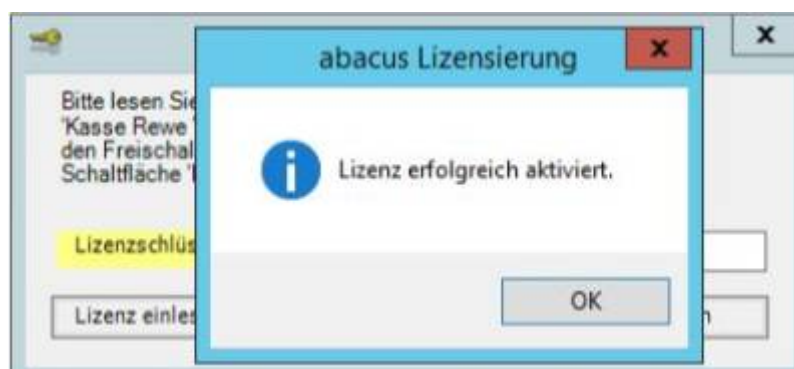 abacus Lizensierung
Bitte lesen Sie
'Kasse Rewe
den Freischal
Schaltfläche
Lizenz erfolgreich aktiviert.
Lizenzschlüs
OK
Lizenz einles